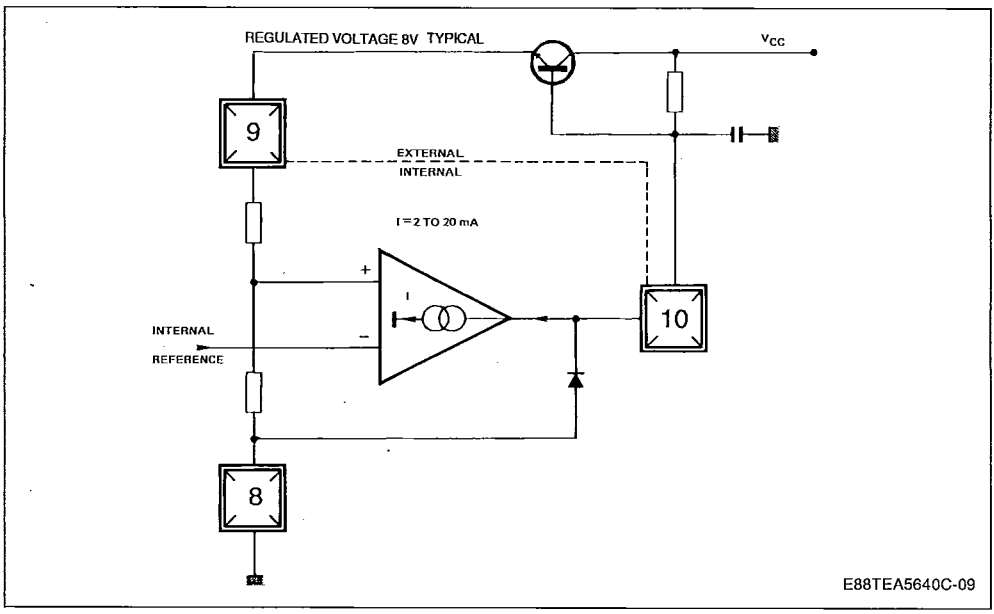 REGULATED VOLTAGE 8V TYPICAL
VCC
9
EXTERNAL
INTERNAL
I = 2 TO 20 mA
+
I
10
INTERNAL
−
REFERENCE
8
E88TEA5640C-09